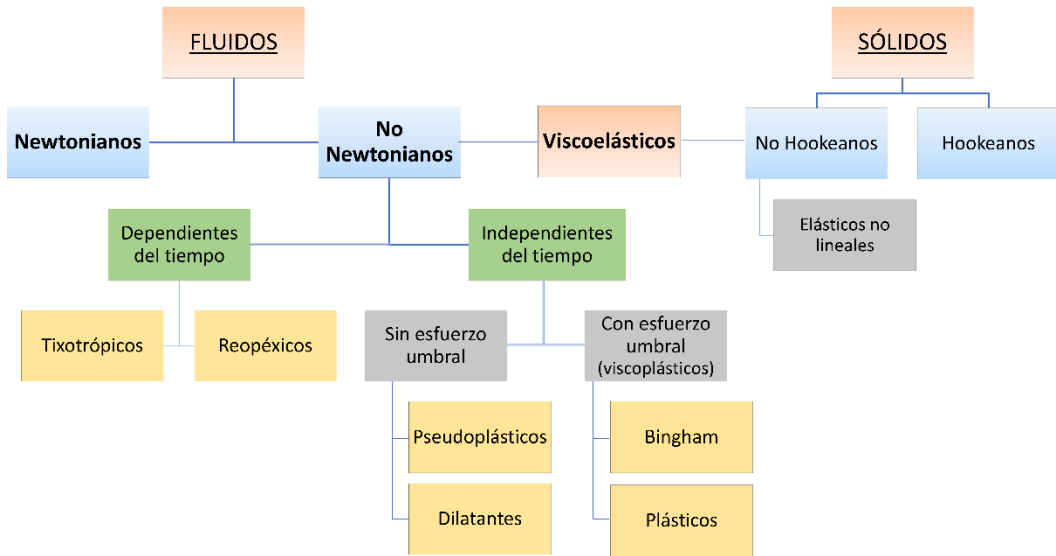 FLUIDOS
SÓLIDOS
Newtonianos
No
Newtonianos
Viscoelásticos
No Hookeanos
Hookeanos
Dependientes
del tiempo
Independientes
del tiempo
Elásticos no
lineales
Tixotrópicos
Reopéxicos
Sin esfuerzo
umbral
Con esfuerzo
umbral
(viscoplásticos)
Pseudoplásticos
Bingham
Dilatantes
Plásticos